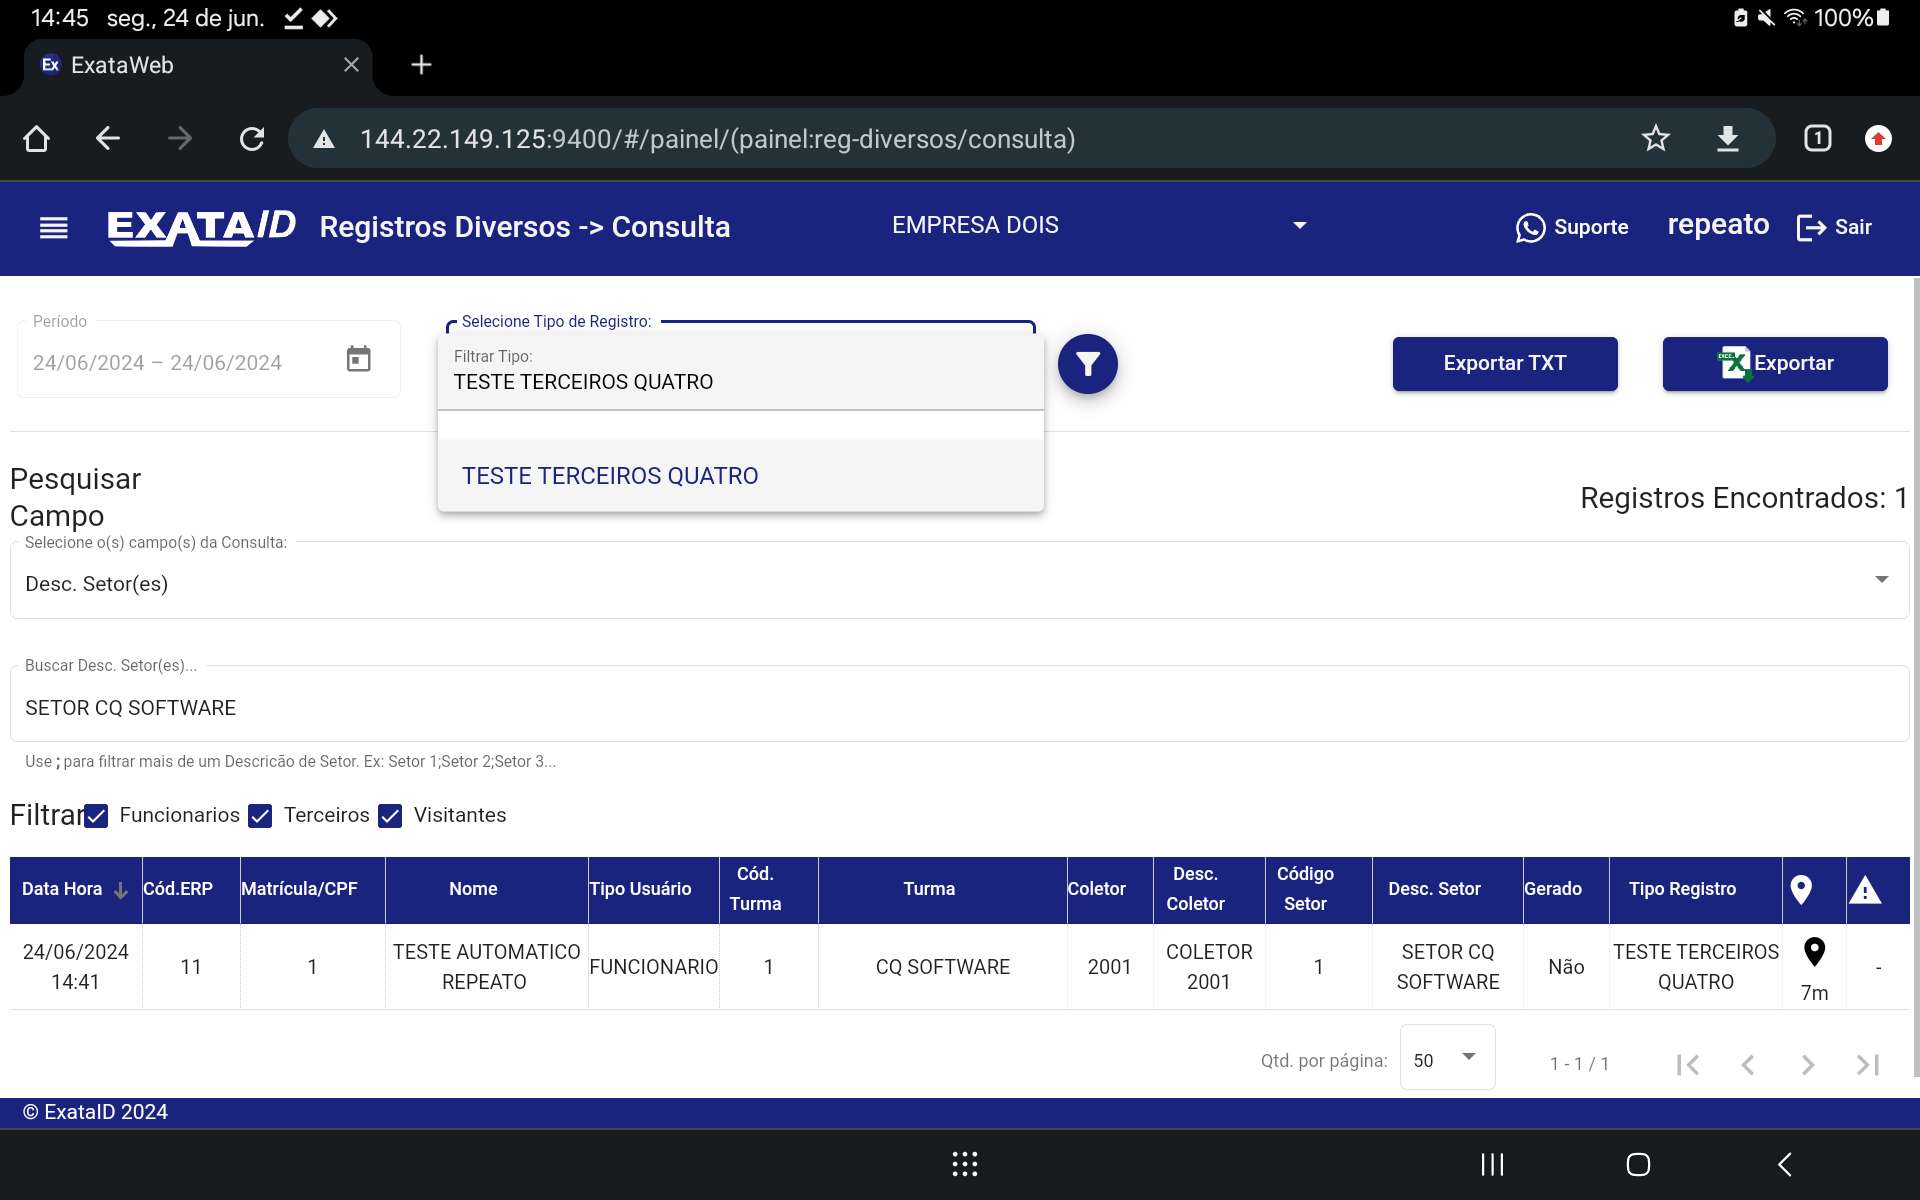 14:45 seg., 24 de jun. 100%
Ex ExataWeb
144.22.149.125:9400/#/painel/(painel:reg-diversos/consulta) 1
EXATAID Registros Diversos -> Consulta EMPRESA DOIS Suporte repeato Sair
Período
24/06/2024 – 24/06/2024
Selecione Tipo de Registro:
Filtrar Tipo:
TESTE TERCEIROS QUATRO
TESTE TERCEIROS QUATRO
Exportar TXT
Exportar
Pesquisar
Campo
Registros Encontrados: 1
Selecione o(s) campo(s) da Consulta:
Desc. Setor(es)
Buscar Desc. Setor(es)...
SETOR CQ SOFTWARE
Use ; para filtrar mais de um Descricão de Setor. Ex: Setor 1;Setor 2;Setor 3...
Filtrar Funcionarios Terceiros Visitantes
Data Hora Cód.ERP Matrícula/CPF Nome Tipo Usuário Cód. Turma Turma Coletor Desc. Coletor Código Setor Desc. Setor Gerado Tipo Registro
24/06/2024 14:41 11 1 TESTE AUTOMATICO REPEATO FUNCIONARIO 1 CQ SOFTWARE 2001 COLETOR 2001 1 SETOR CQ SOFTWARE Não TESTE TERCEIROS QUATRO 7m -
Qtd. por página: 50 1 - 1 / 1
© ExataID 2024